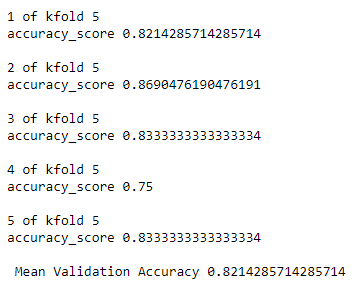 1 of kfold 5
accuracy_score 0.8214285714285714
2 of kfold 5
accuracy_score 0.8690476190476191
3 of kfold 5
accuracy_score 0.8333333333333334
4 of kfold 5
accuracy_score 0.75
5 of kfold 5
accuracy_score 0.8333333333333334
Mean Validation Accuracy 0.8214285714285714